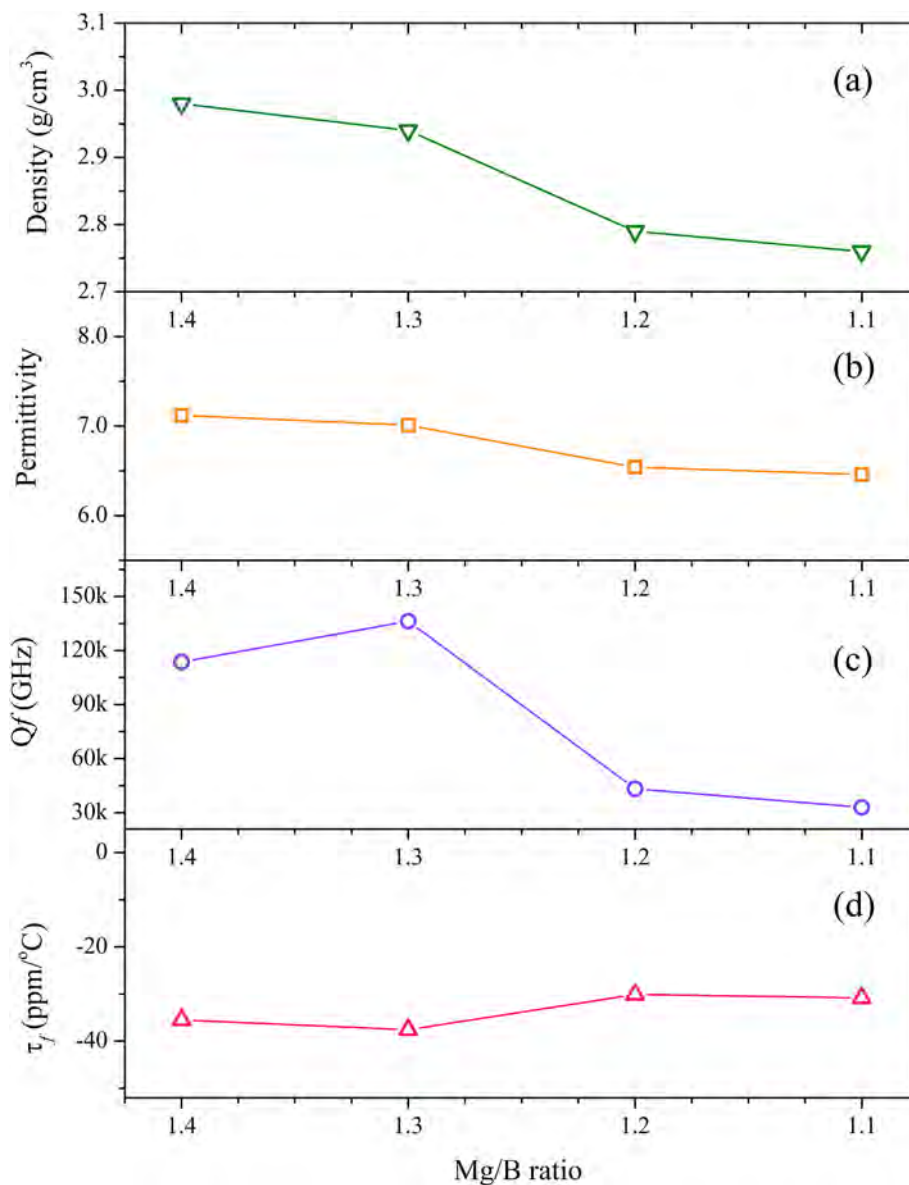 3.1
3.0
2.9
2.8
2.7
Density (g/cm³)
(a)
1.4 1.3 1.2 1.1
8.0
7.0
6.0
Permittivity
(b)
1.4 1.3 1.2 1.1
150k
120k
90k
60k
30k
Qf (GHz)
(c)
1.4 1.3 1.2 1.1
0
-20
-40
τf (ppm/°C)
(d)
1.4 1.3 1.2 1.1
Mg/B ratio